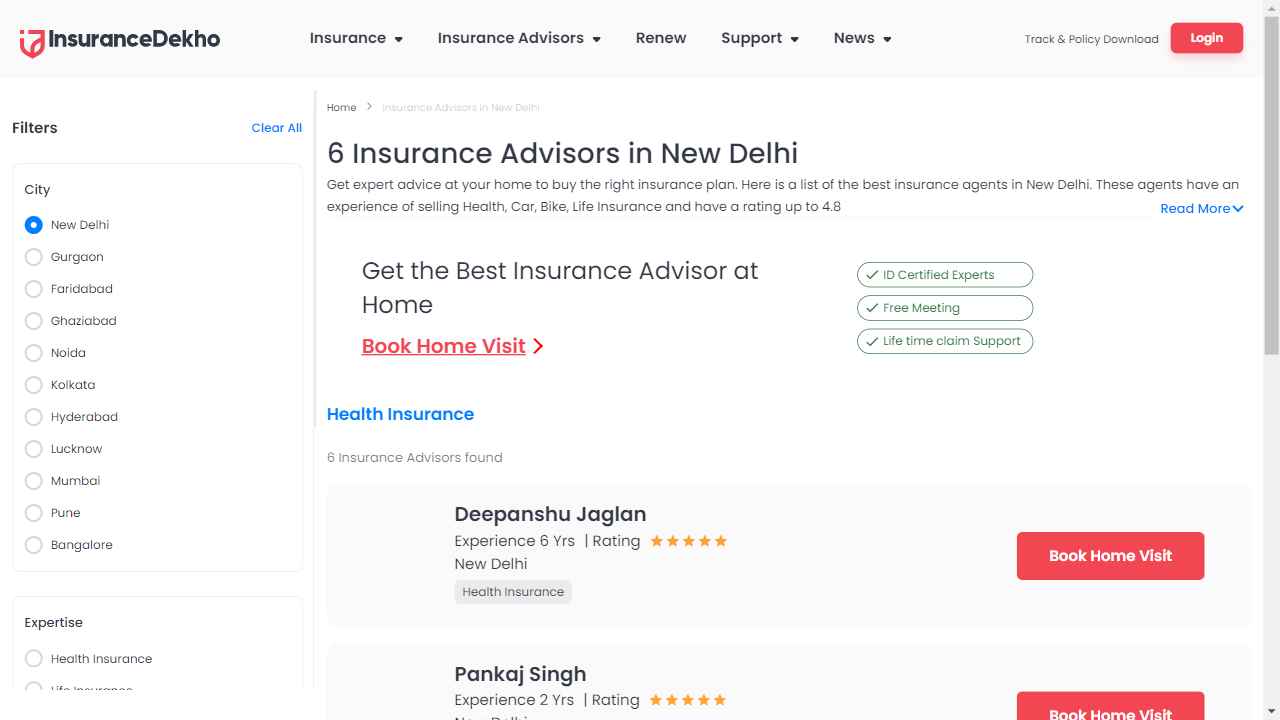 InsuranceDekho
Insurance
Insurance Advisors
Renew
Support
News
Track & Policy Download
Login
Filters
Clear All
City
New Delhi
Gurgaon
Faridabad
Ghaziabad
Noida
Kolkata
Hyderabad
Lucknow
Mumbai
Pune
Bangalore
Expertise
Health Insurance
Life Insurance
Home > Insurance Advisors in New Delhi
6 Insurance Advisors in New Delhi
Get expert advice at your home to buy the right insurance plan. Here is a list of the best insurance agents in New Delhi. These agents have an
experience of selling Health, Car, Bike, Life Insurance and have a rating up to 4.8
Read More
Get the Best Insurance Advisor at
Home
Book Home Visit
ID Certified Experts
Free Meeting
Life time claim Support
Health Insurance
6 Insurance Advisors found
Deepanshu Jaglan
Experience 6 Yrs | Rating
New Delhi
Health Insurance
Book Home Visit
Pankaj Singh
Experience 2 Yrs | Rating
New Delhi
Book Home Visit